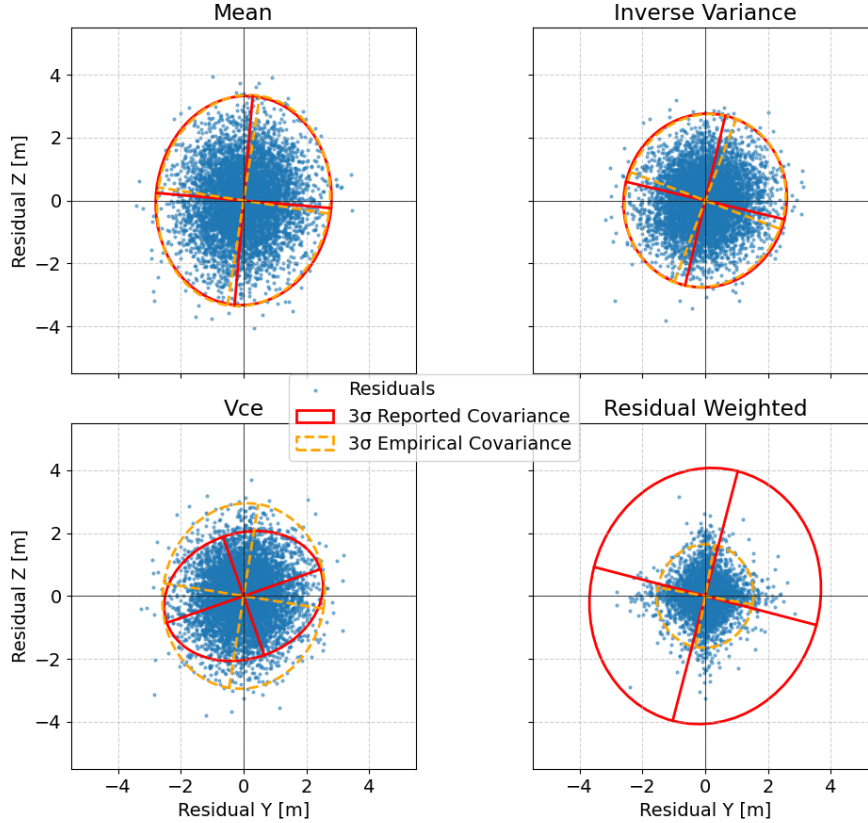 Mean
Inverse Variance
4
2
0
−2
−4
Residual Z [m]
Residuals
3σ Reported Covariance
3σ Empirical Covariance
Vce
Residual Weighted
4
2
0
−2
−4
Residual Z [m]
−4
−2
0
2
4
Residual Y [m]
−4
−2
0
2
4
Residual Y [m]